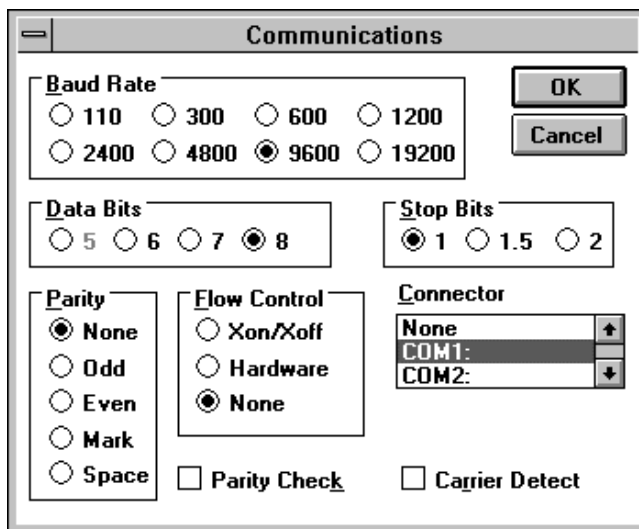 Communications
Baud Rate
110 300 600 1200
2400 4800 9600 19200
OK
Cancel
Data Bits
5 6 7 8
Stop Bits
1 1.5 2
Parity
None
Odd
Even
Mark
Space
Flow Control
Xon/Xoff
Hardware
None
Connector
None
COM1:
COM2:
Parity Check
Carrier Detect